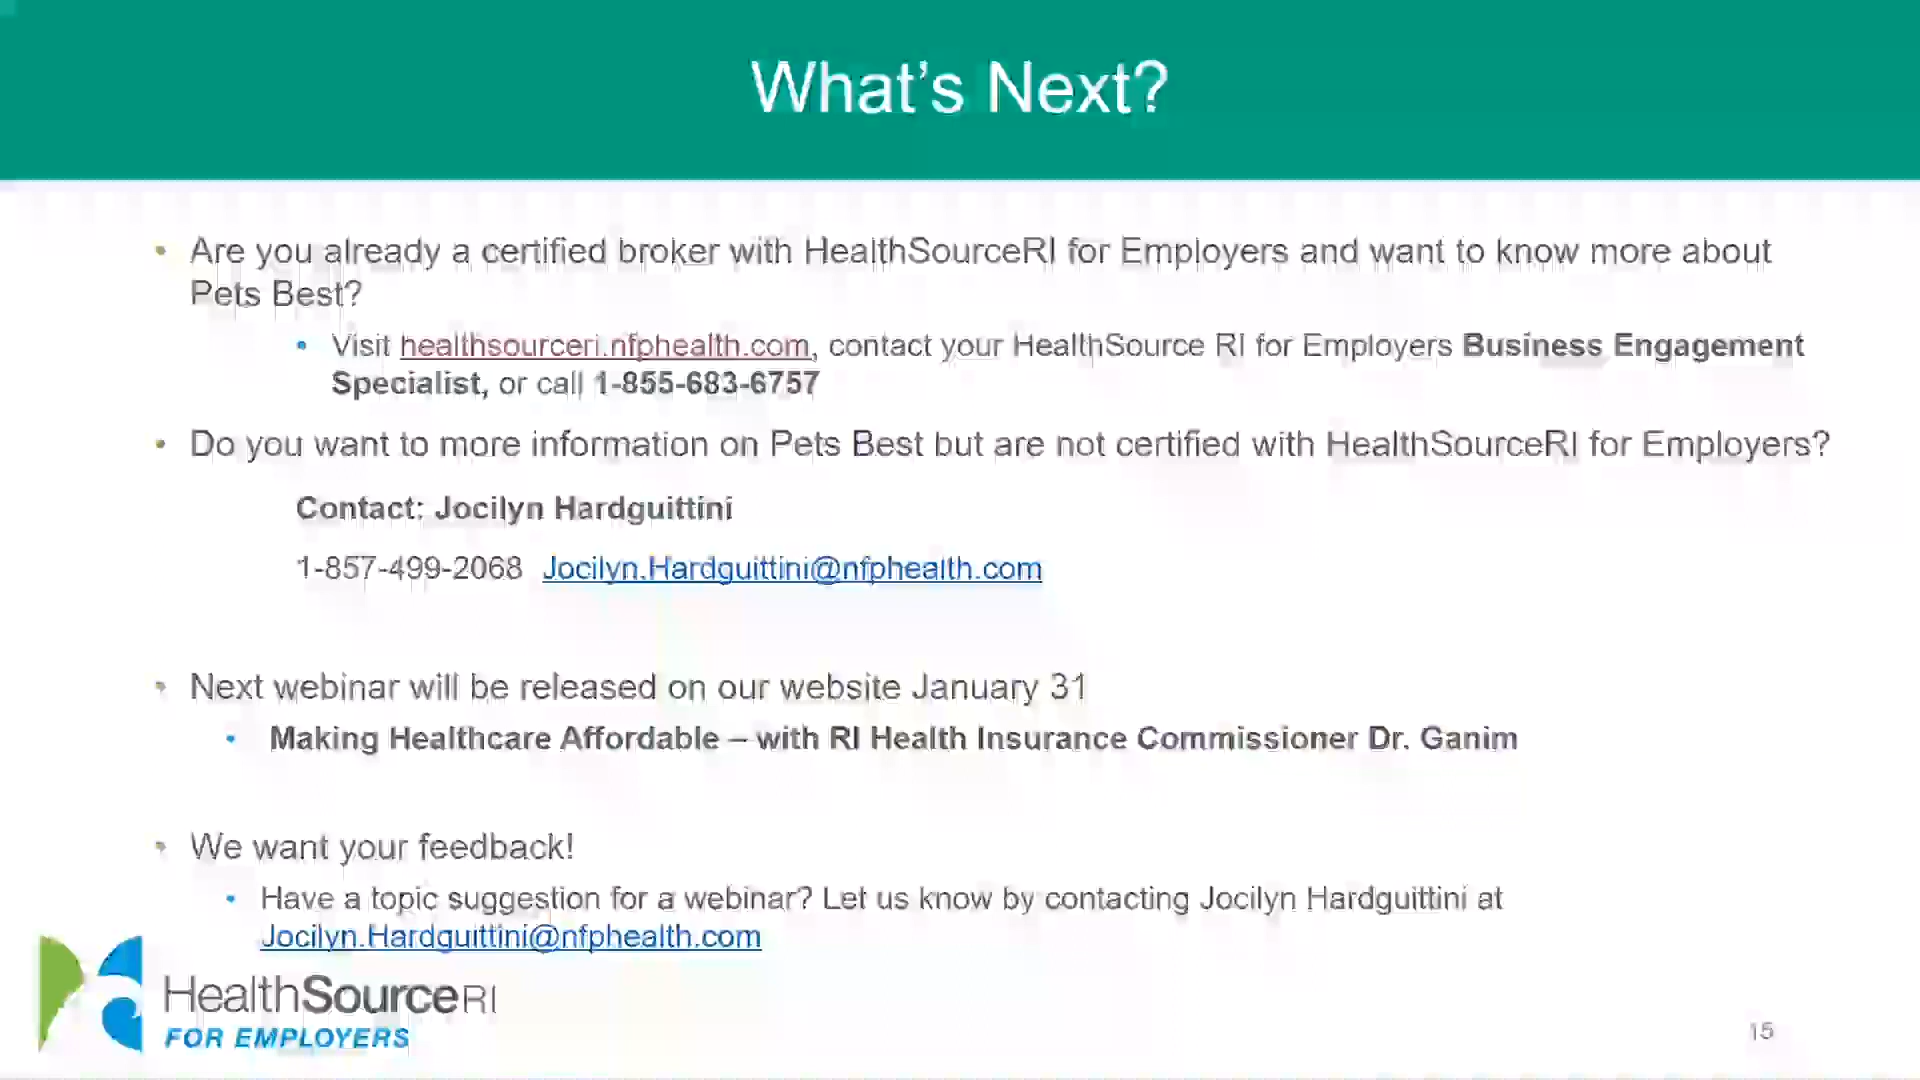 What's Next?
• Are you already a certified broker with HealthSourceRI for Employers and want to know more about
Pets Best?
• Visit healthsourceri.nfphealth.com, contact your HealthSource RI for Employers Business Engagement
Specialist, or call 1-855-683-6757
• Do you want to more information on Pets Best but are not certified with HealthSourceRI for Employers?
Contact: Jocilyn Hardguittini
1-857-499-2068 Jocilyn.Hardguittini@nfphealth.com
• Next webinar will be released on our website January 31
• Making Healthcare Affordable – with RI Health Insurance Commissioner Dr. Ganim
• We want your feedback!
• Have a topic suggestion for a webinar? Let us know by contacting Jocilyn Hardguittini at
Jocilyn.Hardguittini@nfphealth.com
HealthSourceRI
FOR EMPLOYERS
15